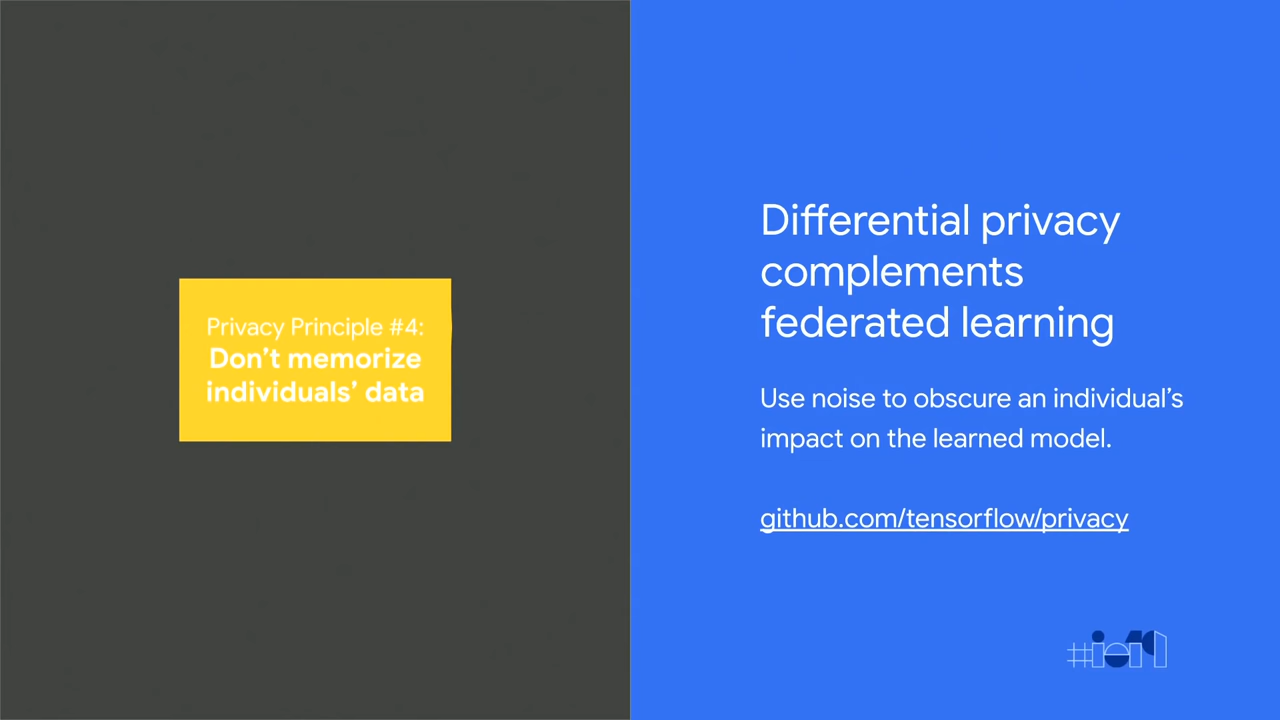 Privacy Principle #4:
Don't memorize
individuals' data
Differential privacy
complements
federated learning
Use noise to obscure an individual's
impact on the learned model.
github.com/tensorflow/privacy
#io19